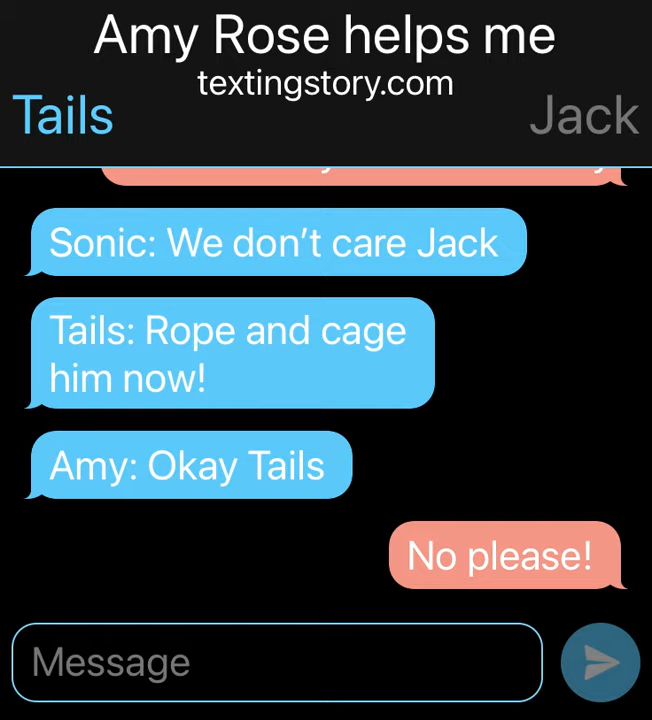 Amy Rose helps me
textingstory.com
Tails
Jack
Sonic: We don’t care Jack
Tails: Rope and cage
him now!
Amy: Okay Tails
No please!
Message